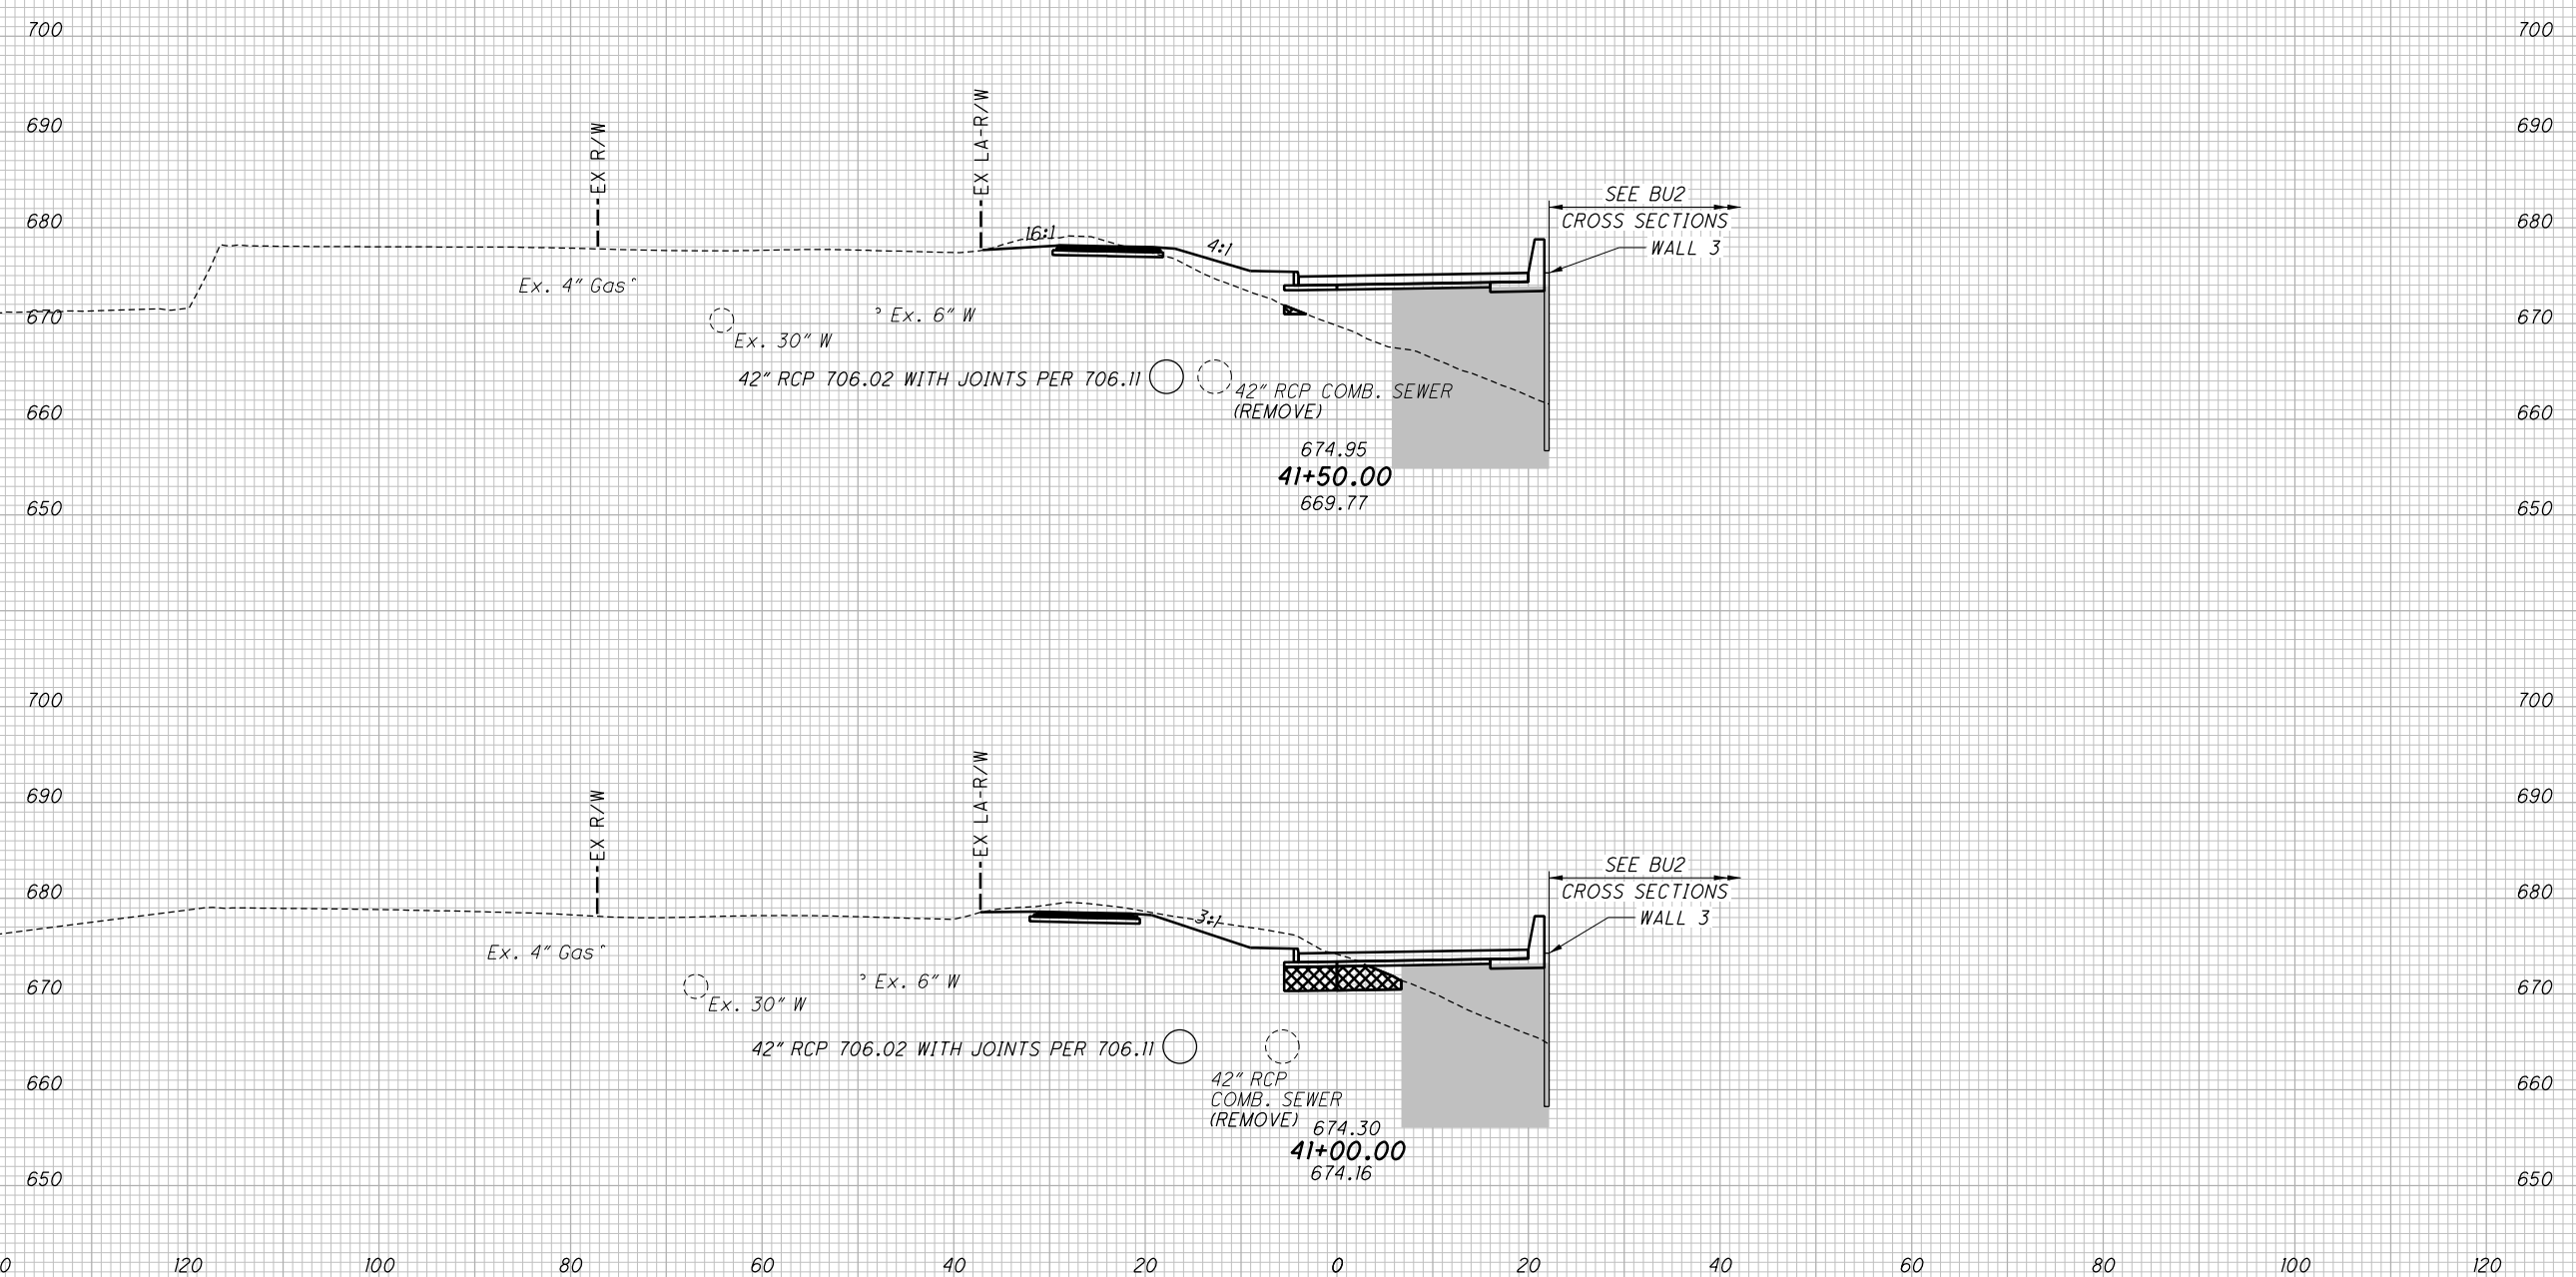 700 700
690 690
EX R/W
EX LA-R/W
SEE BU2
680 680
CROSS SECTIONS
16:1
4:1
WALL 3
Ex. 4" Gas
670 670
Ex. 6" W
Ex. 30" W
42" RCP 706.02 WITH JOINTS PER 706.11
42" RCP COMB. SEWER
(REMOVE)
660 660
674.95
41+50.00
669.77
650 650
700 700
690 690
EX R/W
EX LA-R/W
SEE BU2
680 680
CROSS SECTIONS
3:1
WALL 3
Ex. 4" Gas
670 670
Ex. 6" W
Ex. 30" W
42" RCP 706.02 WITH JOINTS PER 706.11
42" RCP
COMB. SEWER
(REMOVE)
660 660
674.30
41+00.00
674.16
650 650
0 120 100 80 60 40 20 0 20 40 60 80 100 120